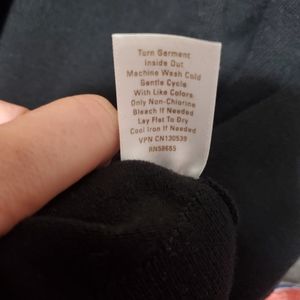 Turn Garment
Inside Out
Machine Wash Cold
Gentle Cycle
With Like Colors
Only Non-Chlorine
Bleach If Needed
Lay Flat To Dry
Cool Iron If Needed
VPN CN130539
RN58665